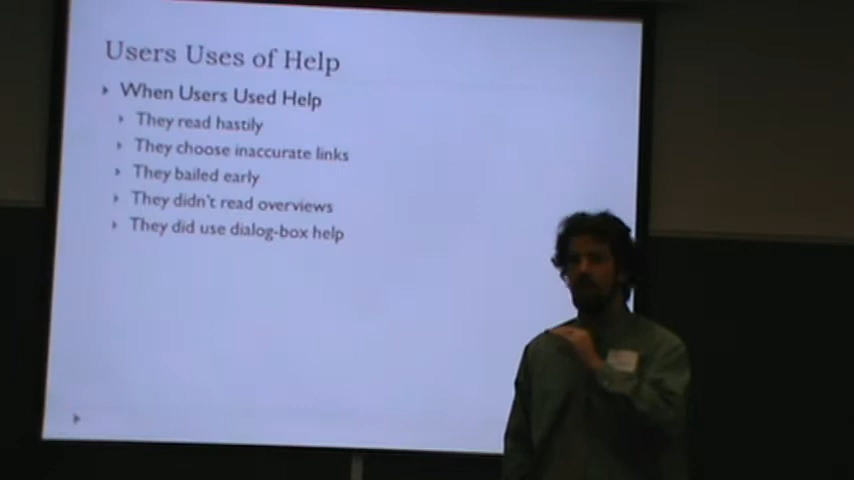 Users Uses of Help
When Users Used Help
They read hastily
They choose inaccurate links
They bailed early
They didn't read overviews
They did use dialog-box help